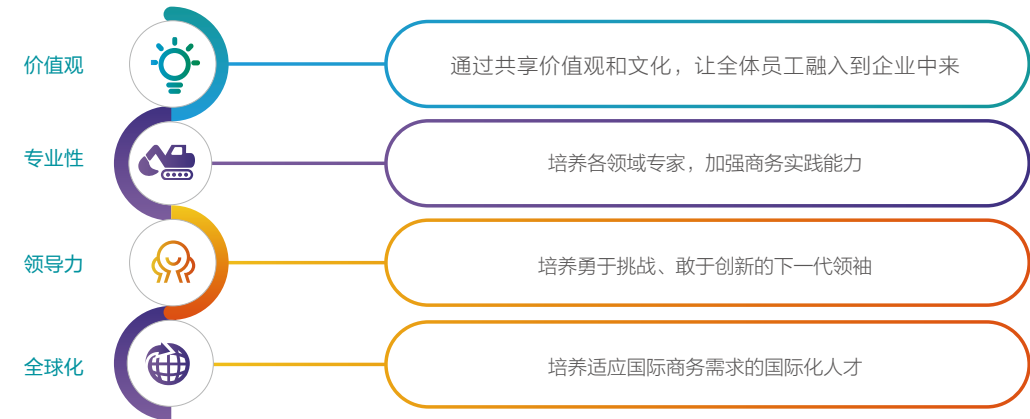 价值观
通过共享价值观和文化，让全体员工融入到企业中来
专业性
培养各领域专家，加强商务实践能力
领导力
培养勇于挑战、敢于创新的下一代领袖
全球化
培养适应国际商务需求的国际化人才